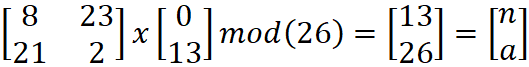 [8 23 21 2] x [0 13] mod(26) = [13 26] = [n a]